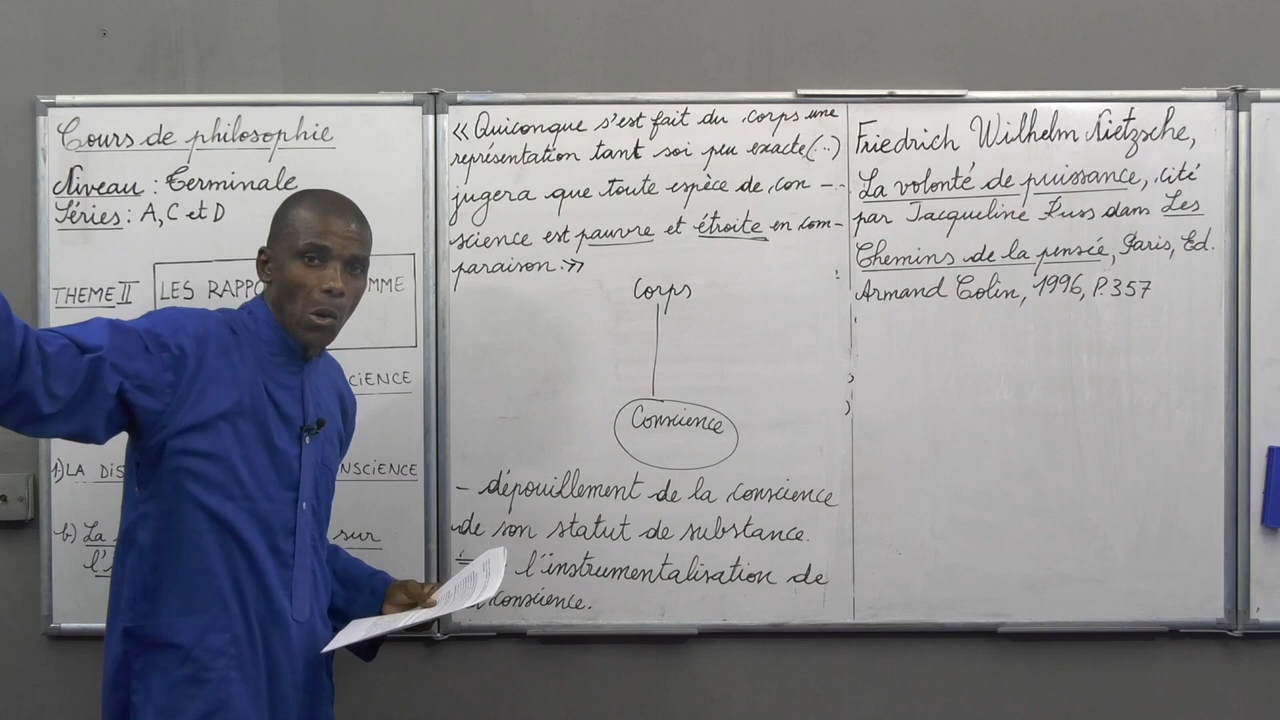 Cours de philosophie
Niveau : Terminale
Séries : A, C et D
THEME II LES RAPPO MME
CIENCE
1) LA DIS NSCIENCE
b) La sur
l'
« Quiconque s'est fait du corps une
représentation tant soi peu exacte (...)
jugera que toute espèce de con -
science est pauvre et étroite en com-
paraison. »
Corps
Conscience
- dépouillement de la conscience
de son statut de substance.
l'instrumentalisation de
conscience.
Friedrich Wilhelm Nietzsche,
La volonté de puissance, cité
par Jacqueline Russ dans Les
Chemins de la pensée, Paris, Ed.
Armand Colin, 1996, P.357